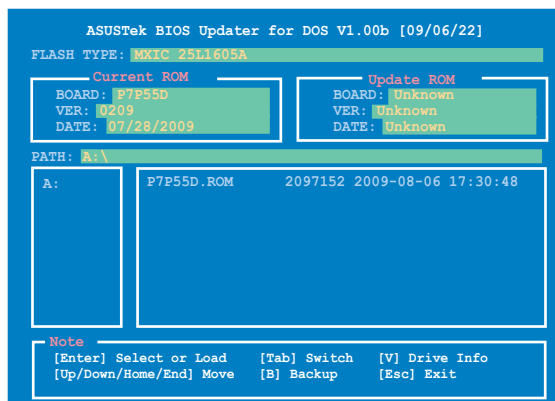 ASUSTek BIOS Updater for DOS V1.00b [09/06/22]
FLASH TYPE: MXIC 25L1605A
Current ROM
BOARD: P7P55D
VER: 0209
DATE: 07/28/2009
Update ROM
BOARD: Unknown
VER: Unknown
DATE: Unknown
PATH: A:\
A:
P7P55D.ROM 2097152 2009-08-06 17:30:48
Note
[Enter] Select or Load [Tab] Switch [V] Drive Info
[Up/Down/Home/End] Move [B] Backup [Esc] Exit